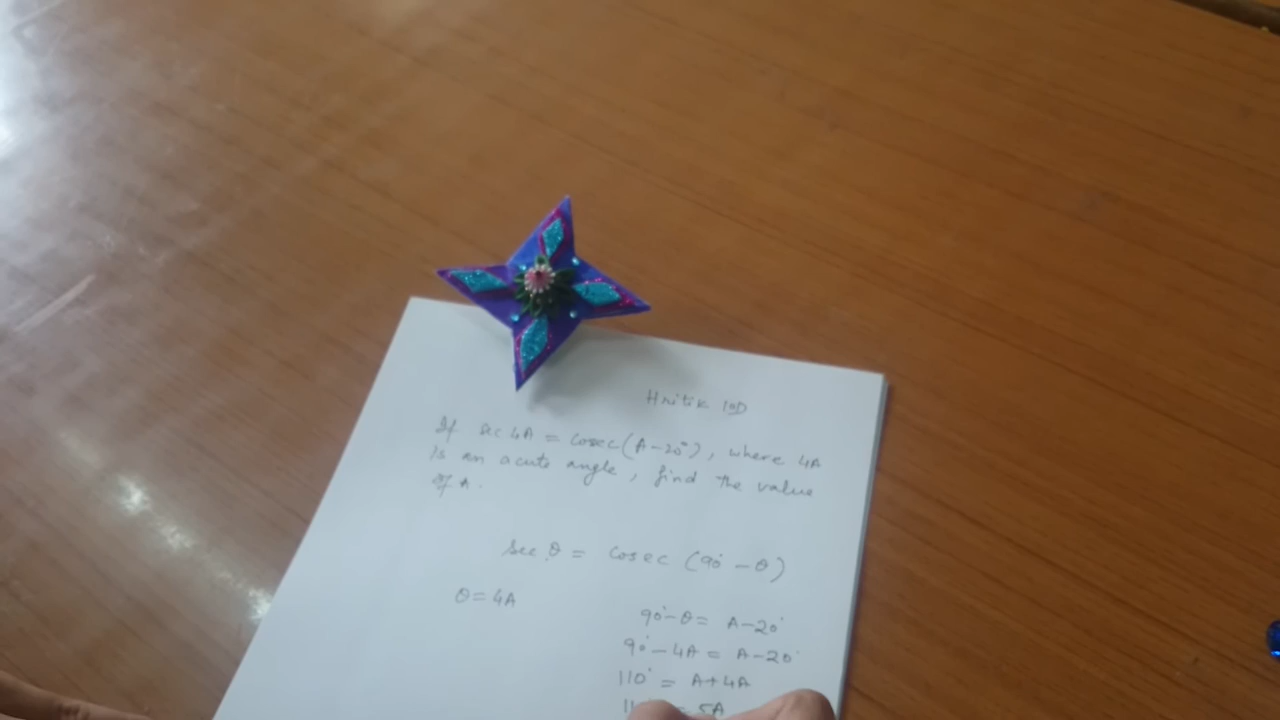 Hritik 10D
If sec 4A = cosec (A-20°), where 4A
is an acute angle, find the value
of A.
Sec θ = Cosec (90° - θ)
θ = 4A
90° - θ = A - 20°
90° - 4A = A - 20°
110° = A + 4A
= 5A